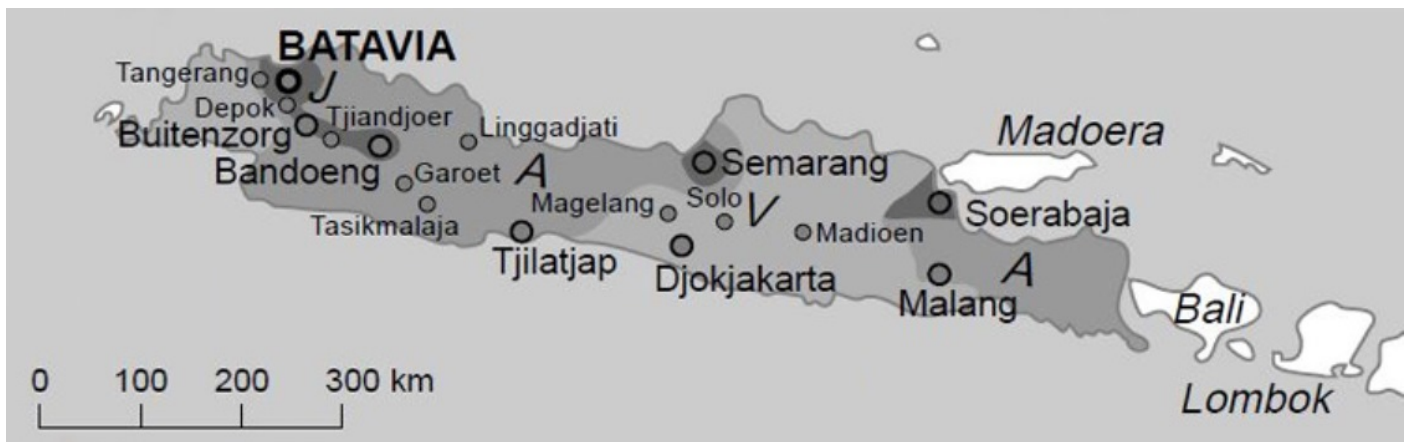 BATAVIA
Tangerang
J
Depok
Tjiandjoer
Buitenzorg
Linggadjati
Madoera
Bandoeng
Garoet
A
Semarang
Magelang
Solo
V
Soerabaja
Tasikmalaja
Madioen
Tjilatjap
Djokjakarta
A
Malang
Bali
0 100 200 300 km
Lombok